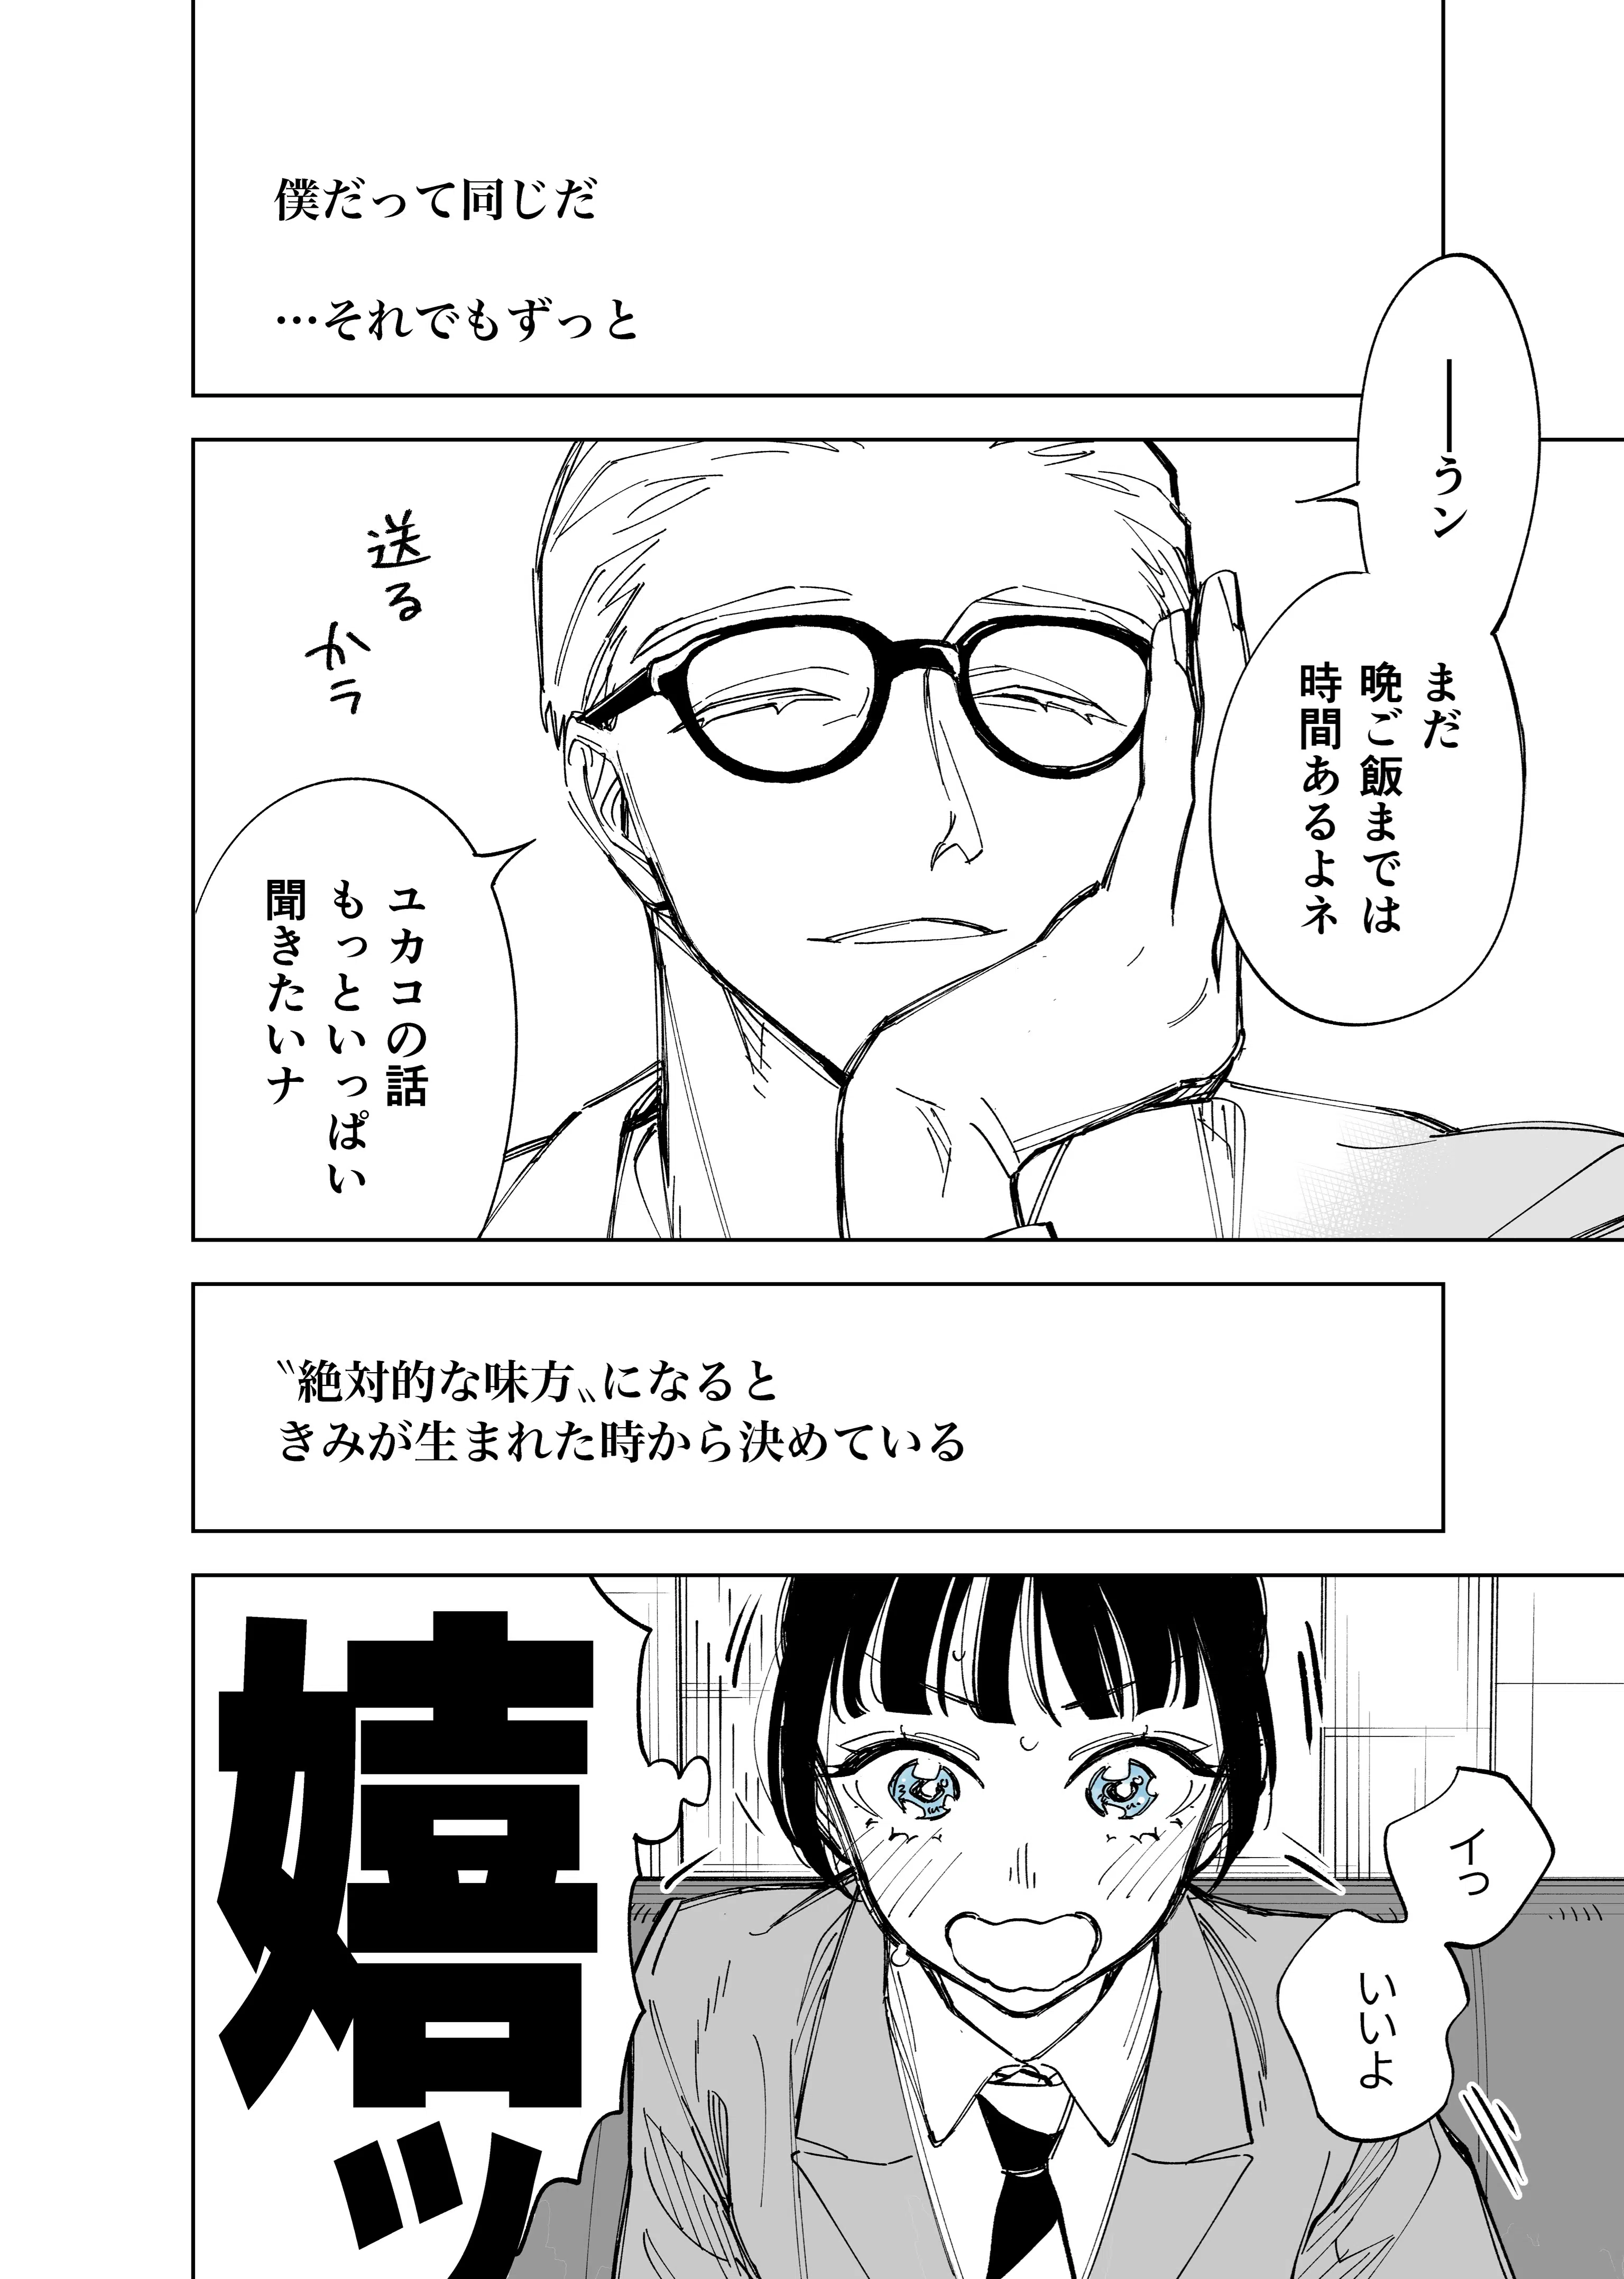 僕だって同じだ
…それでもずっと
――うン
まだ
晩ご飯までは
時間あるよネ
送る
カラ
ユカコの話
もっといっぱい
聞きたいナ
〝絶対的な味方〟になると
きみが生まれた時から決めている
イっ
いいよ
嬉ッ